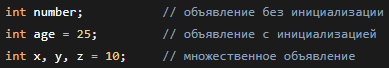 int number;        // объявление без инициализации
int age = 25;      // объявление с инициализацией
int x, y, z = 10;  // множественное объявление